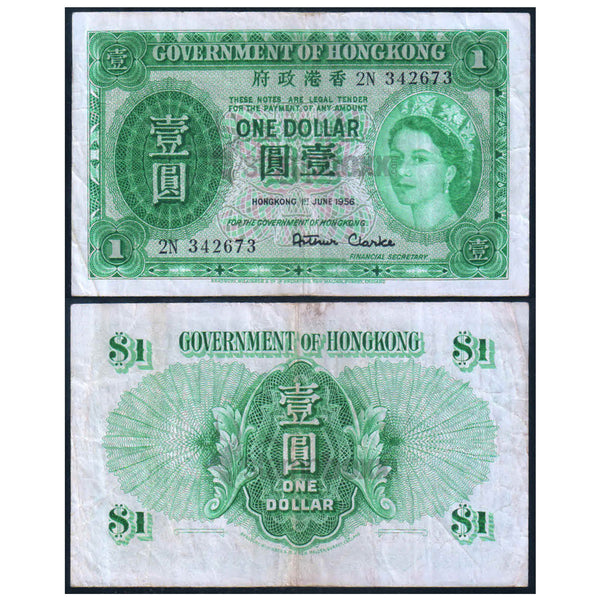 GOVERNMENT OF HONGKONG
壹
1
府政港香 2N 342673
THESE NOTES ARE LEGAL TENDER
FOR THE PAYMENT OF ANY AMOUNT
ONE DOLLAR
壹圓
圓壹
HONGKONG 1ST JUNE 1956
FOR THE GOVERNMENT OF HONGKONG.
1
2N 342673
Arthur Clarke
壹
FINANCIAL SECRETARY
$1
GOVERNMENT OF HONGKONG
$1
壹
圓
ONE
DOLLAR
$1
$1